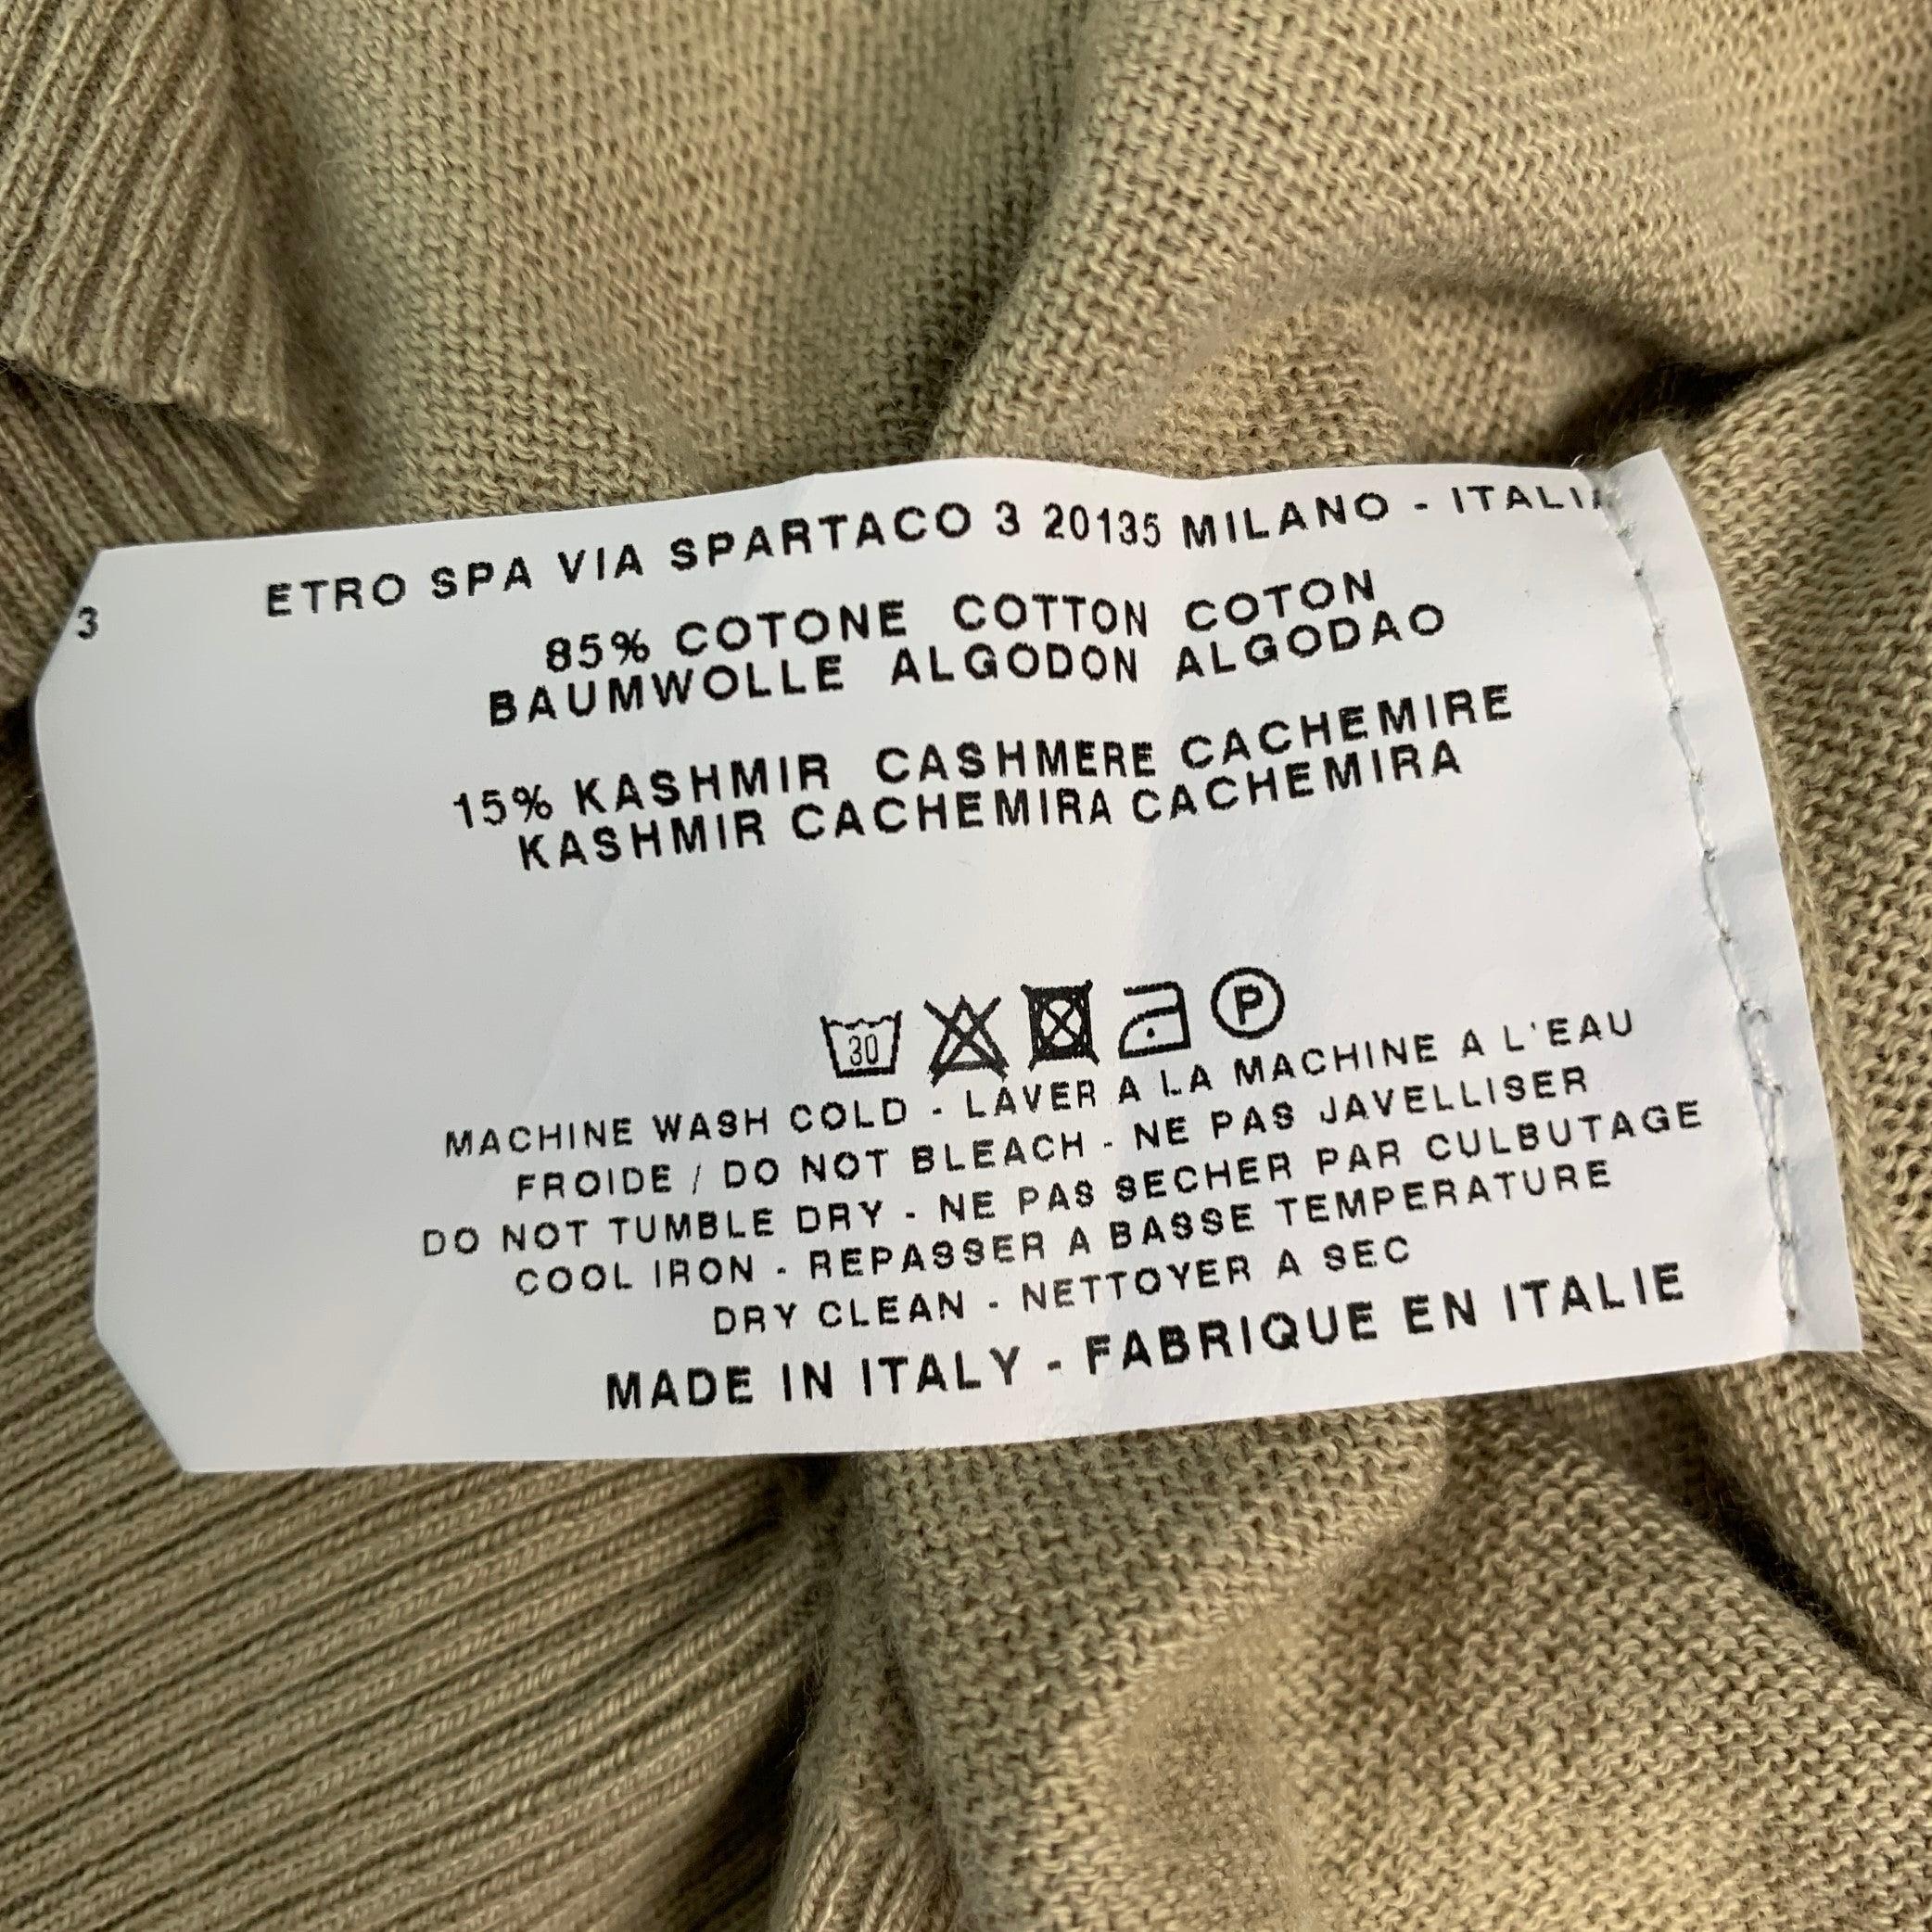 ETRO SPA VIA SPARTACO 3 20135 MILANO - ITALIA
3
85% COTONE COTTON COTON
BAUMWOLLE ALGODON ALGODAO
15% KASHMIR CASHMERE CACHEMIRE
KASHMIR CACHEMIRA CACHEMIRA
30 P
MACHINE WASH COLD - LAVER A LA MACHINE A L'EAU
FROIDE / DO NOT BLEACH - NE PAS JAVELLISER
DO NOT TUMBLE DRY - NE PAS SECHER PAR CULBUTAGE
COOL IRON - REPASSER A BASSE TEMPERATURE
DRY CLEAN - NETTOYER A SEC
MADE IN ITALY - FABRIQUE EN ITALIE